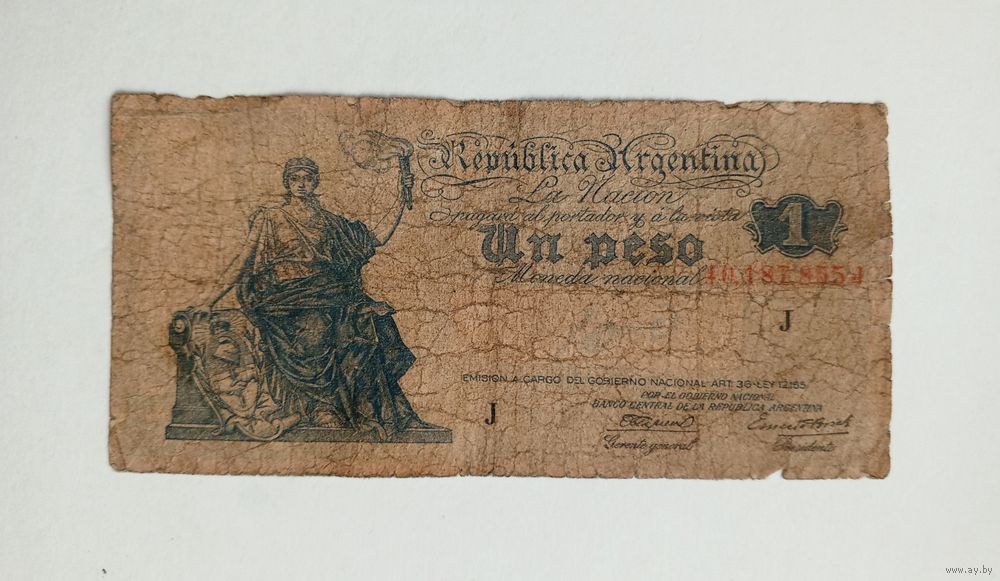 República Argentina
La Nación
pagará al portador y á la vista
Un peso
1
Moneda nacional
J
EMISION A CARGO DEL GOBIERNO NACIONAL ART. 36-LEY 12.155
POR EL GOBIERNO NACIONAL
BANCO CENTRAL DE LA REPUBLICA ARGENTINA
J
Gerente general
Presidente
www.ay.by